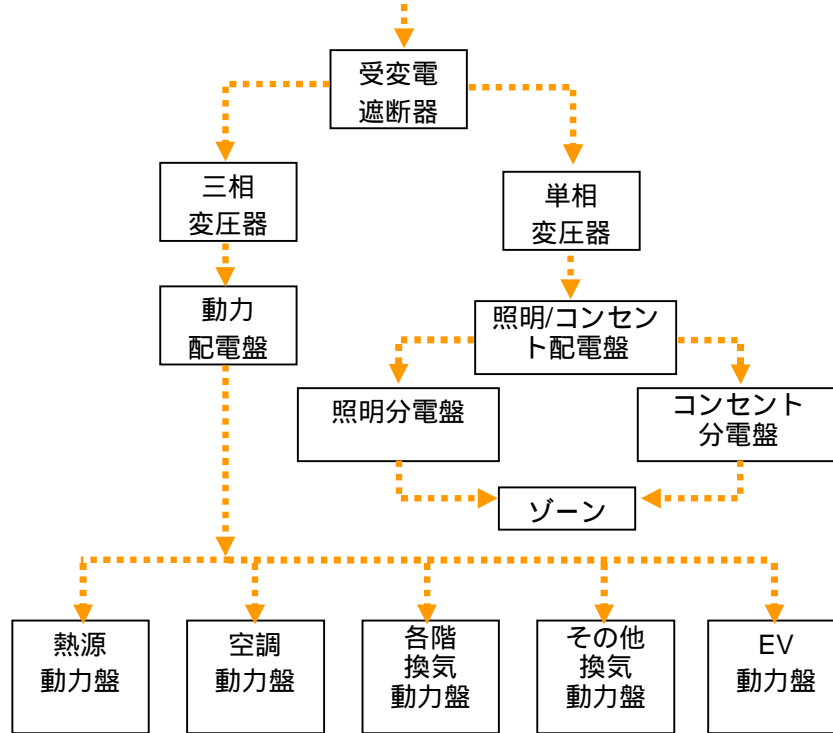 受変電
遮断器
三相
変圧器
単相
変圧器
動力
配電盤
照明/コンセン
ト配電盤
照明分電盤
コンセント
分電盤
ゾーン
熱源
動力盤
空調
動力盤
各階
換気
動力盤
その他
換気
動力盤
EV
動力盤